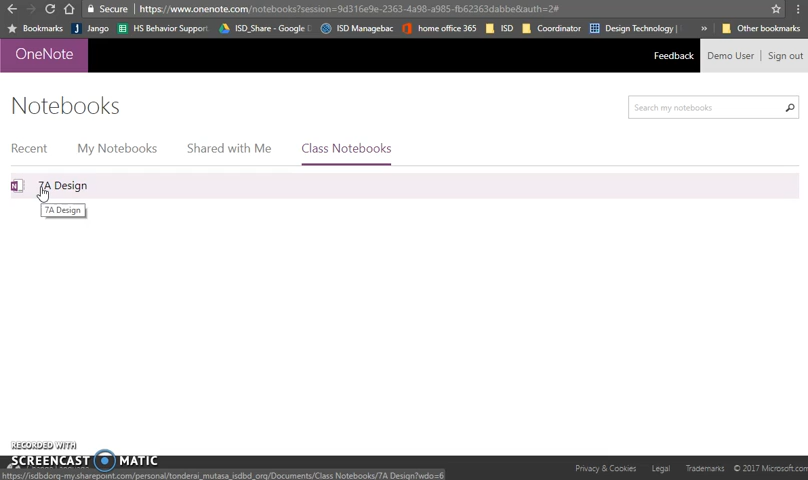 Secure https://www.onenote.com/notebooks?session=9d316e9e-2363-4a98-a985-fb62363dabbe&auth=2#
Bookmarks Jango HS Behavior Support ISD_Share - Google D ISD Managebac home office 365 ISD Coordinator Design Technology | » Other bookmarks
OneNote Feedback Demo User | Sign out
Notebooks
Search my notebooks
Recent My Notebooks Shared with Me Class Notebooks
7A Design
7A Design
RECORDED WITH
SCREENCAST MATIC
Privacy & Cookies Legal Trademarks © 2017 Microsoft.com
https://isdbdorg-my.sharepoint.com/personal/tonderai_mutasa_isdbd_org/Documents/Class Notebooks/7A Design?wdo=6